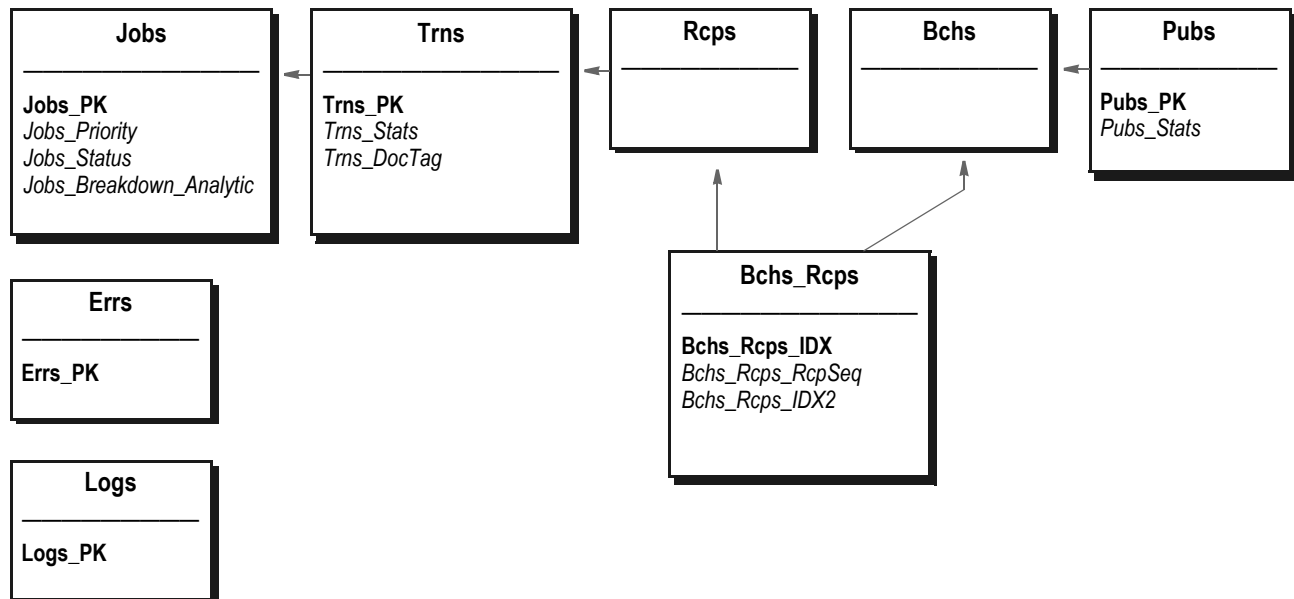 Jobs
Jobs_PK
Jobs_Priority
Jobs_Status
Jobs_Breakdown_Analytic
Trns
Trns_PK
Trns_Stats
Trns_DocTag
Rcps
Bchs
Pubs
Pubs_PK
Pubs_Stats
Bchs_Rcps
Bchs_Rcps_IDX
Bchs_Rcps_RcpSeq
Bchs_Rcps_IDX2
Errs
Errs_PK
Logs
Logs_PK